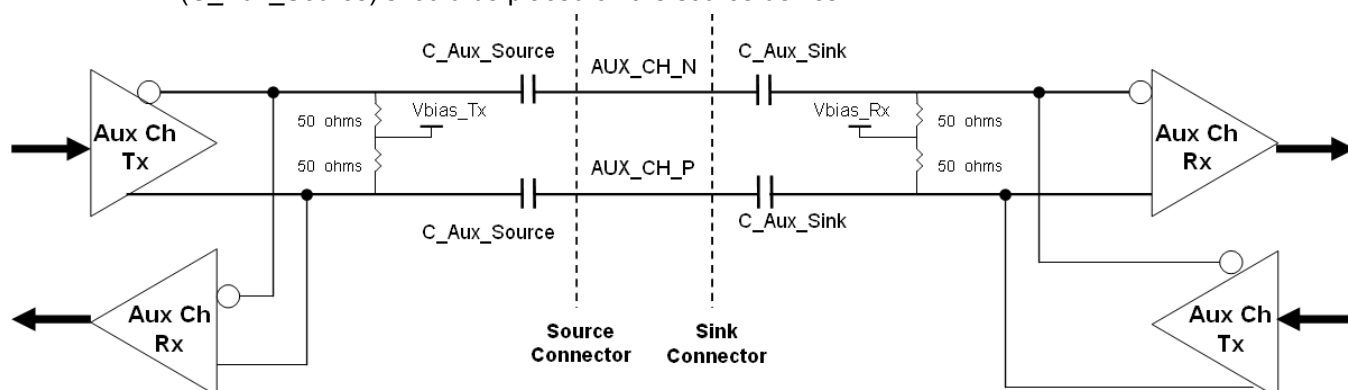 C_Aux_Source
C_Aux_Sink
AUX_CH_N
Vbias_Tx
Vbias_Rx
50 ohms
50 ohms
50 ohms
50 ohms
Aux Ch
Tx
Aux Ch
Rx
AUX_CH_P
C_Aux_Source
C_Aux_Sink
Aux Ch
Rx
Source
Connector
Sink
Connector
Aux Ch
Tx